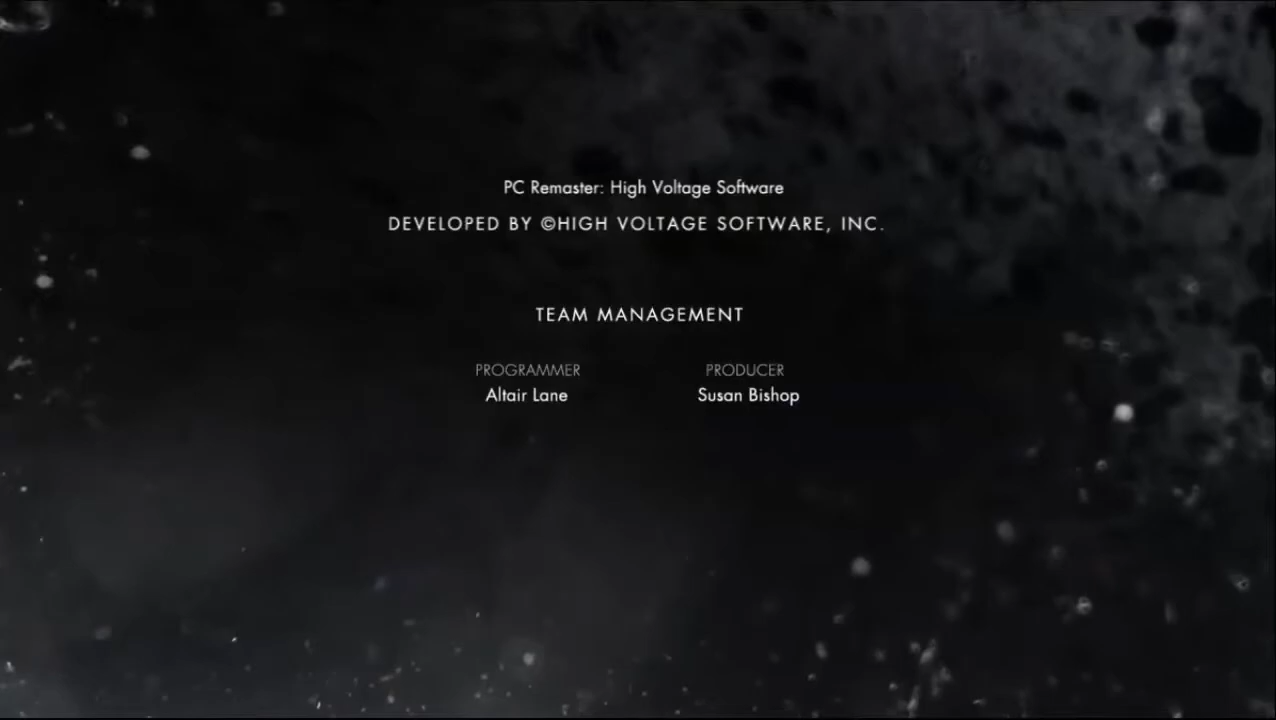 PC Remaster: High Voltage Software
DEVELOPED BY ©HIGH VOLTAGE SOFTWARE, INC.
TEAM MANAGEMENT
PROGRAMMER PRODUCER
Altair Lane Susan Bishop